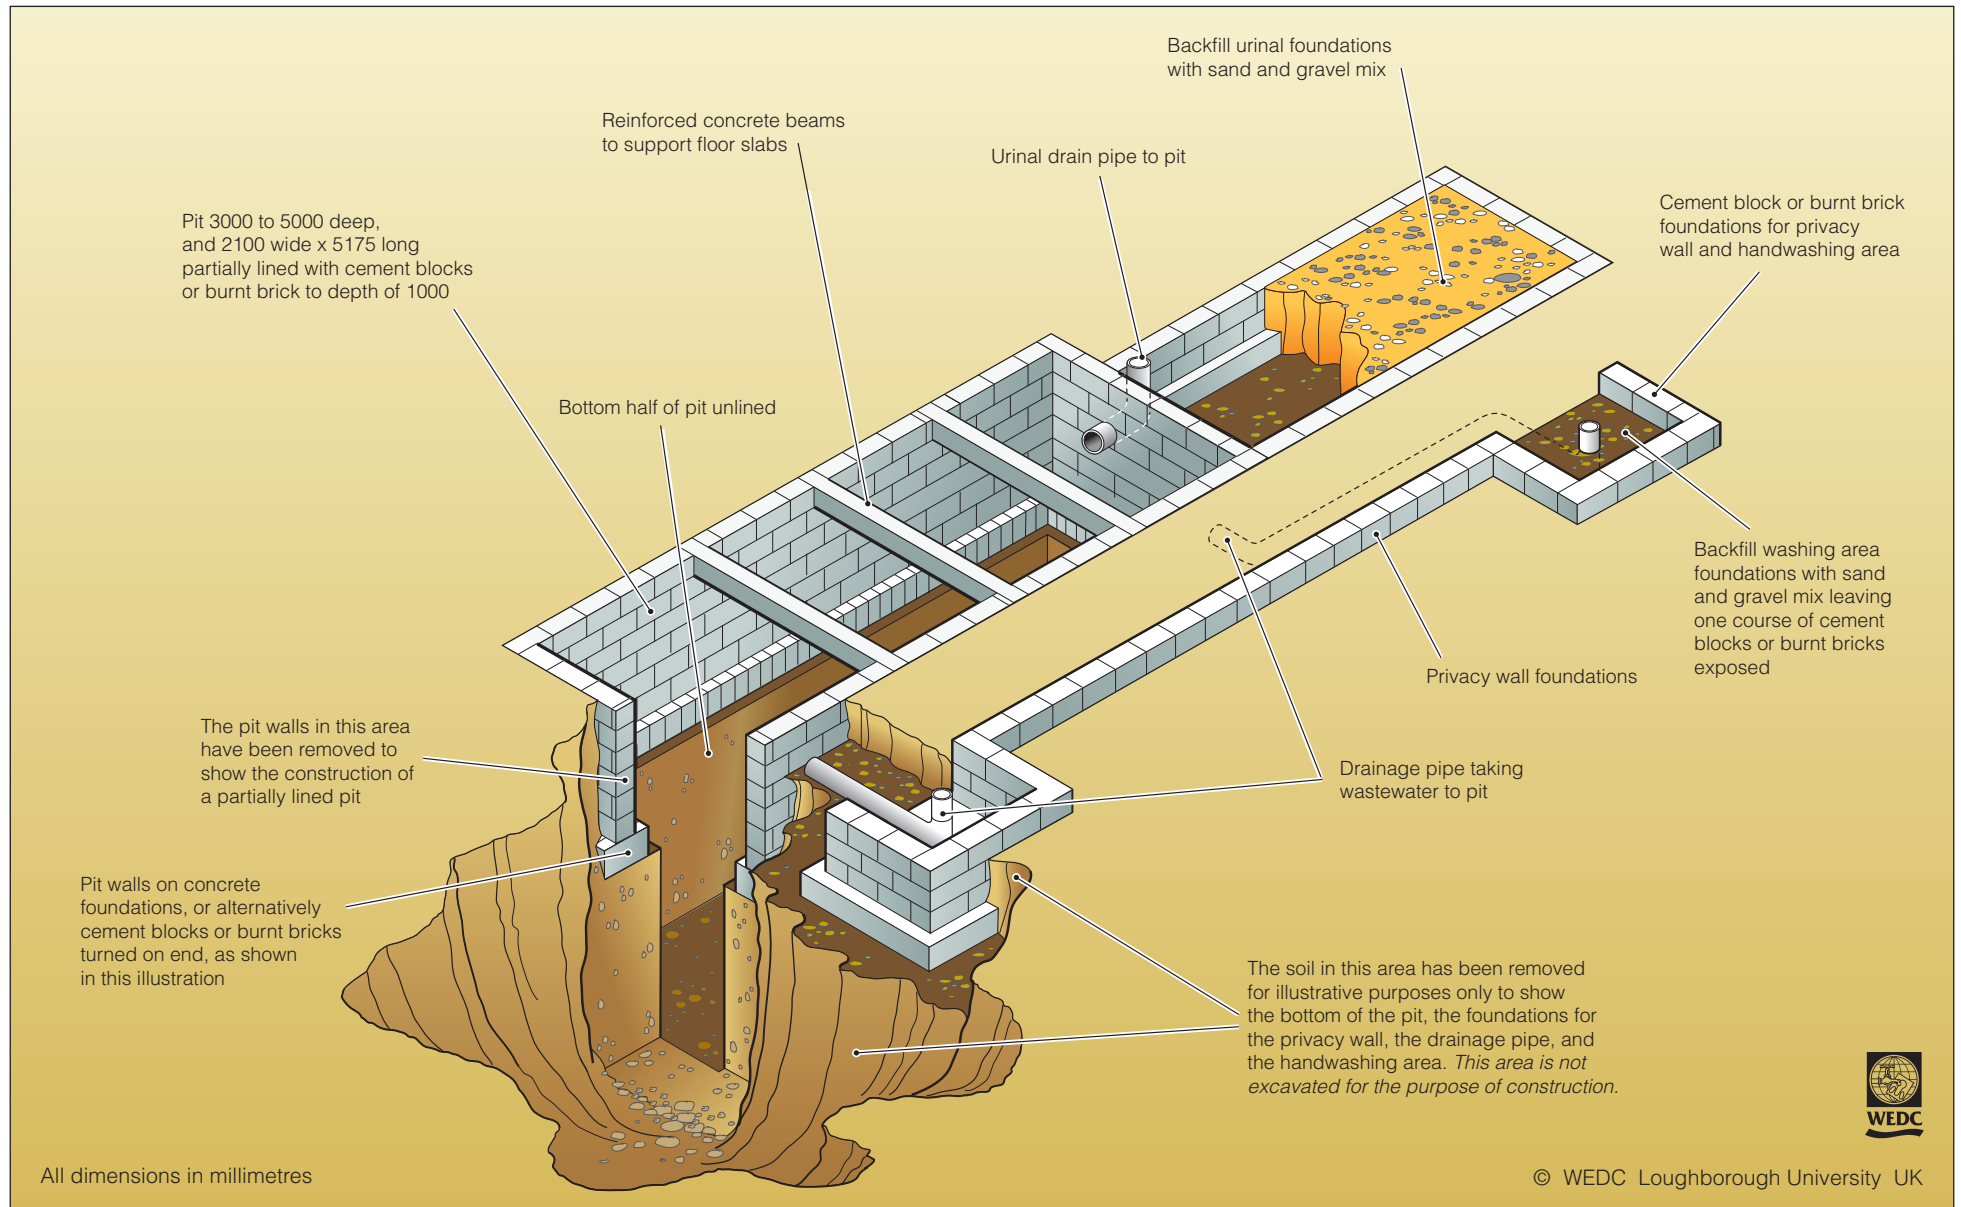 Backfill urinal foundations
with sand and gravel mix
Reinforced concrete beams
to support floor slabs
Urinal drain pipe to pit
Cement block or burnt brick
foundations for privacy
wall and handwashing area
Pit 3000 to 5000 deep,
and 2100 wide x 5175 long
partially lined with cement blocks
or burnt brick to depth of 1000
Bottom half of pit unlined
Backfill washing area
foundations with sand
and gravel mix leaving
one course of cement
blocks or burnt bricks
exposed
Privacy wall foundations
The pit walls in this area
have been removed to
show the construction of
a partially lined pit
Drainage pipe taking
wastewater to pit
Pit walls on concrete
foundations, or alternatively
cement blocks or burnt bricks
turned on end, as shown
in this illustration
The soil in this area has been removed
for illustrative purposes only to show
the bottom of the pit, the foundations for
the privacy wall, the drainage pipe, and
the handwashing area. This area is not
excavated for the purpose of construction.
WEDC
All dimensions in millimetres
© WEDC Loughborough University UK